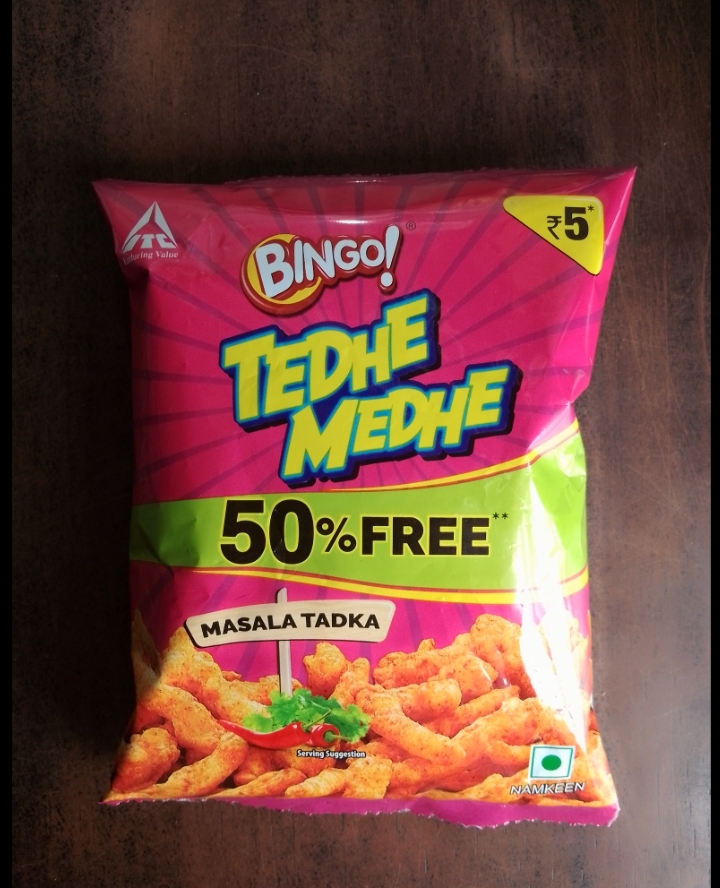 ITC
Enduring Value
₹5*
BINGO!®
TEDHE
MEDHE
50%FREE**
MASALA TADKA
Serving Suggestion
NAMKEEN